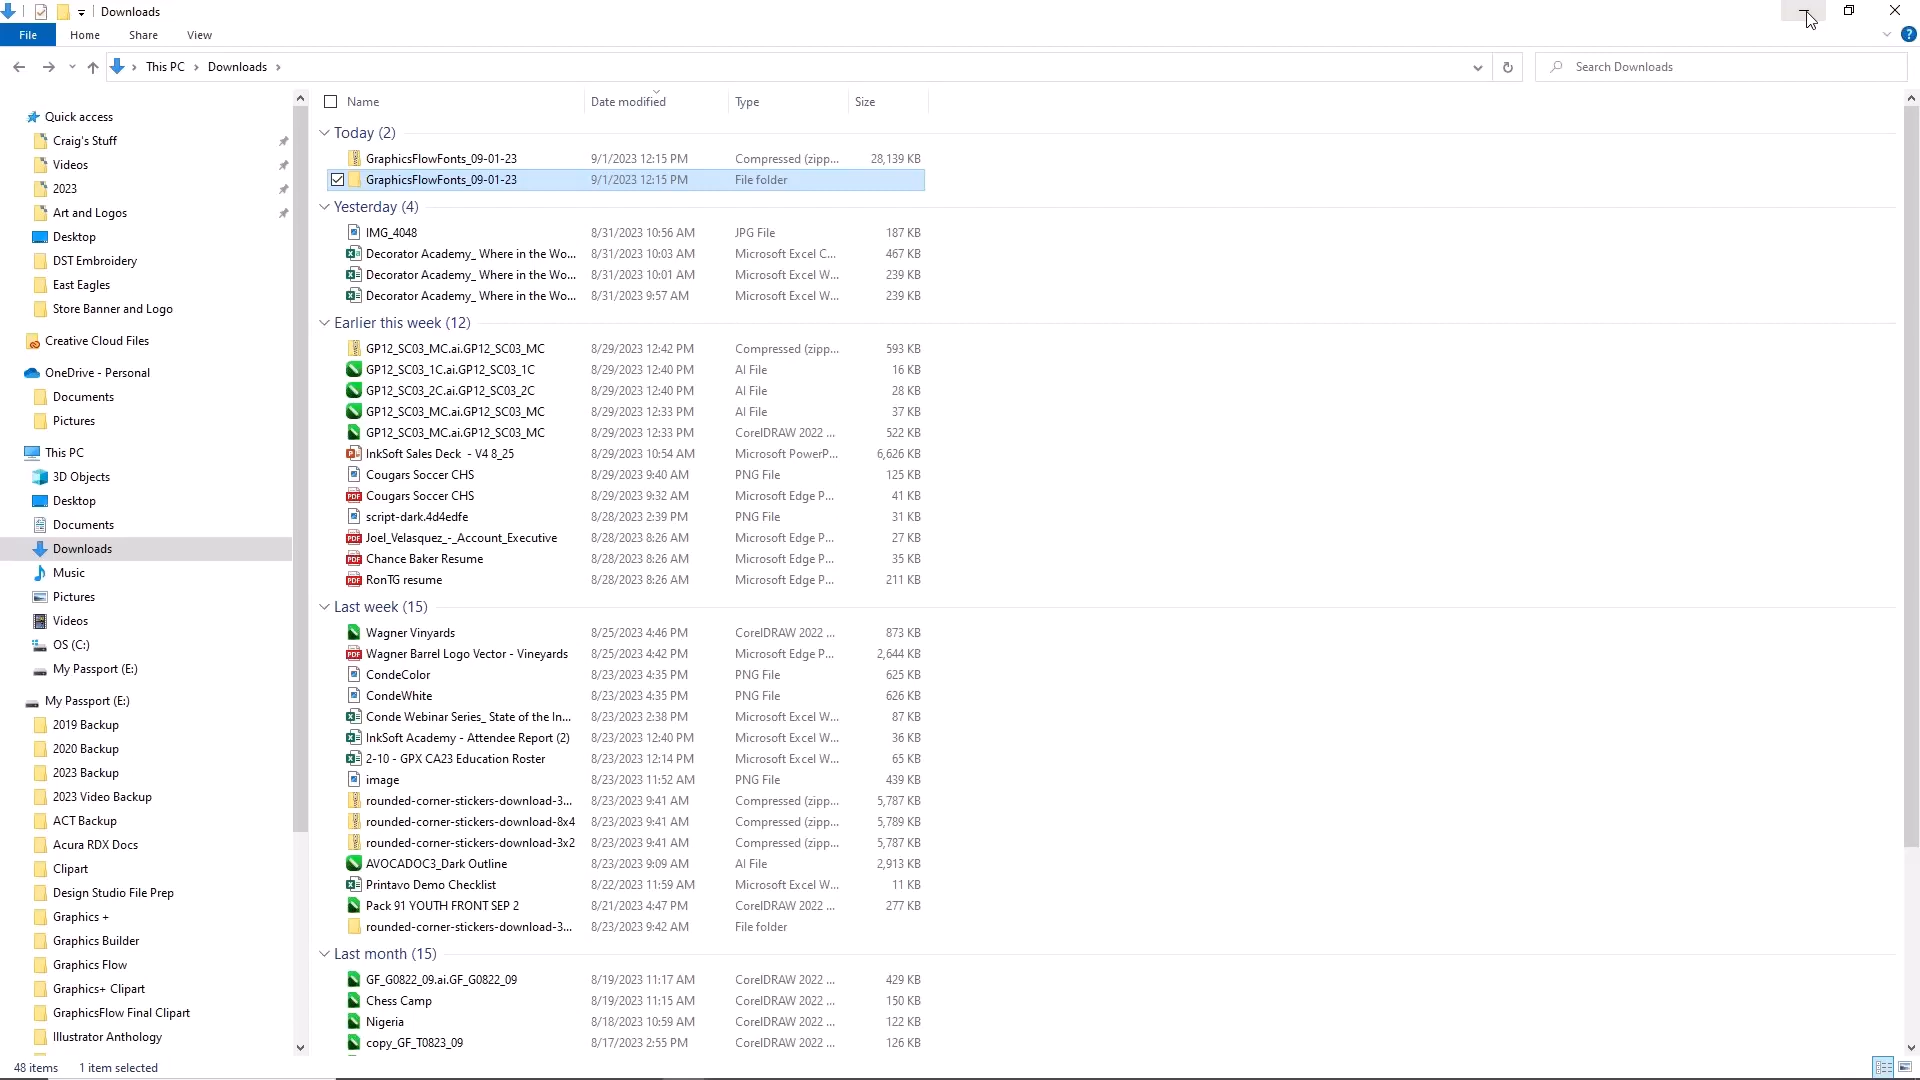 Downloads
File Home Share View
This PC Downloads Search Downloads
Name Date modified Type Size
Today (2)
GraphicsFlowFonts_09-01-23 9/1/2023 12:15 PM Compressed (zipp... 28,139 KB
GraphicsFlowFonts_09-01-23 9/1/2023 12:15 PM File folder
Yesterday (4)
IMG_4048 8/31/2023 10:56 AM JPG File 187 KB
Decorator Academy_ Where in the Wo... 8/31/2023 10:03 AM Microsoft Excel C... 467 KB
Decorator Academy_ Where in the Wo... 8/31/2023 10:01 AM Microsoft Excel W... 239 KB
Decorator Academy_ Where in the Wo... 8/31/2023 9:57 AM Microsoft Excel W... 239 KB
Earlier this week (12)
GP12_SC03_MC.ai.GP12_SC03_MC 8/29/2023 12:42 PM Compressed (zipp... 593 KB
GP12_SC03_1C.ai.GP12_SC03_1C 8/29/2023 12:40 PM AI File 16 KB
GP12_SC03_2C.ai.GP12_SC03_2C 8/29/2023 12:40 PM AI File 28 KB
GP12_SC03_MC.ai.GP12_SC03_MC 8/29/2023 12:33 PM AI File 37 KB
GP12_SC03_MC.ai.GP12_SC03_MC 8/29/2023 12:33 PM CorelDRAW 2022 ... 522 KB
InkSoft Sales Deck - V4 8_25 8/29/2023 10:54 AM Microsoft PowerP... 6,626 KB
Cougars Soccer CHS 8/29/2023 9:40 AM PNG File 125 KB
Cougars Soccer CHS 8/29/2023 9:32 AM Microsoft Edge P... 41 KB
script-dark.4d4edfe 8/28/2023 2:39 PM PNG File 31 KB
Joel_Velasquez_-_Account_Executive 8/28/2023 8:26 AM Microsoft Edge P... 27 KB
Chance Baker Resume 8/28/2023 8:26 AM Microsoft Edge P... 35 KB
RonTG resume 8/28/2023 8:26 AM Microsoft Edge P... 211 KB
Last week (15)
Wagner Vinyards 8/25/2023 4:46 PM CorelDRAW 2022 ... 873 KB
Wagner Barrel Logo Vector - Vineyards 8/25/2023 4:42 PM Microsoft Edge P... 2,644 KB
CondeColor 8/23/2023 4:35 PM PNG File 625 KB
CondeWhite 8/23/2023 4:35 PM PNG File 626 KB
Conde Webinar Series_ State of the In... 8/23/2023 2:38 PM Microsoft Excel W... 87 KB
InkSoft Academy - Attendee Report (2) 8/23/2023 12:40 PM Microsoft Excel W... 36 KB
2-10 - GPX CA23 Education Roster 8/23/2023 12:14 PM Microsoft Excel W... 65 KB
image 8/23/2023 11:52 AM PNG File 439 KB
rounded-corner-stickers-download-3... 8/23/2023 9:41 AM Compressed (zipp... 5,787 KB
rounded-corner-stickers-download-8x4 8/23/2023 9:41 AM Compressed (zipp... 5,789 KB
rounded-corner-stickers-download-3x2 8/23/2023 9:41 AM Compressed (zipp... 5,787 KB
AVOCADOC3_Dark Outline 8/23/2023 9:09 AM AI File 2,913 KB
Printavo Demo Checklist 8/22/2023 11:59 AM Microsoft Excel W... 11 KB
Pack 91 YOUTH FRONT SEP 2 8/21/2023 4:47 PM CorelDRAW 2022 ... 277 KB
rounded-corner-stickers-download-3... 8/23/2023 9:42 AM File folder
Last month (15)
GF_G0822_09.ai.GF_G0822_09 8/19/2023 11:17 AM CorelDRAW 2022 ... 429 KB
Chess Camp 8/19/2023 11:15 AM CorelDRAW 2022 ... 150 KB
Nigeria 8/18/2023 10:59 AM CorelDRAW 2022 ... 122 KB
copy_GF_T0823_09 8/17/2023 2:55 PM CorelDRAW 2022 ... 126 KB
Quick access
Craig's Stuff
Videos
2023
Art and Logos
Desktop
DST Embroidery
East Eagles
Store Banner and Logo
Creative Cloud Files
OneDrive - Personal
Documents
Pictures
This PC
3D Objects
Desktop
Documents
Downloads
Music
Pictures
Videos
OS (C:)
My Passport (E:)
My Passport (E:)
2019 Backup
2020 Backup
2023 Backup
2023 Video Backup
ACT Backup
Acura RDX Docs
Clipart
Design Studio File Prep
Graphics +
Graphics Builder
Graphics Flow
Graphics+ Clipart
GraphicsFlow Final Clipart
Illustrator Anthology
48 items 1 item selected